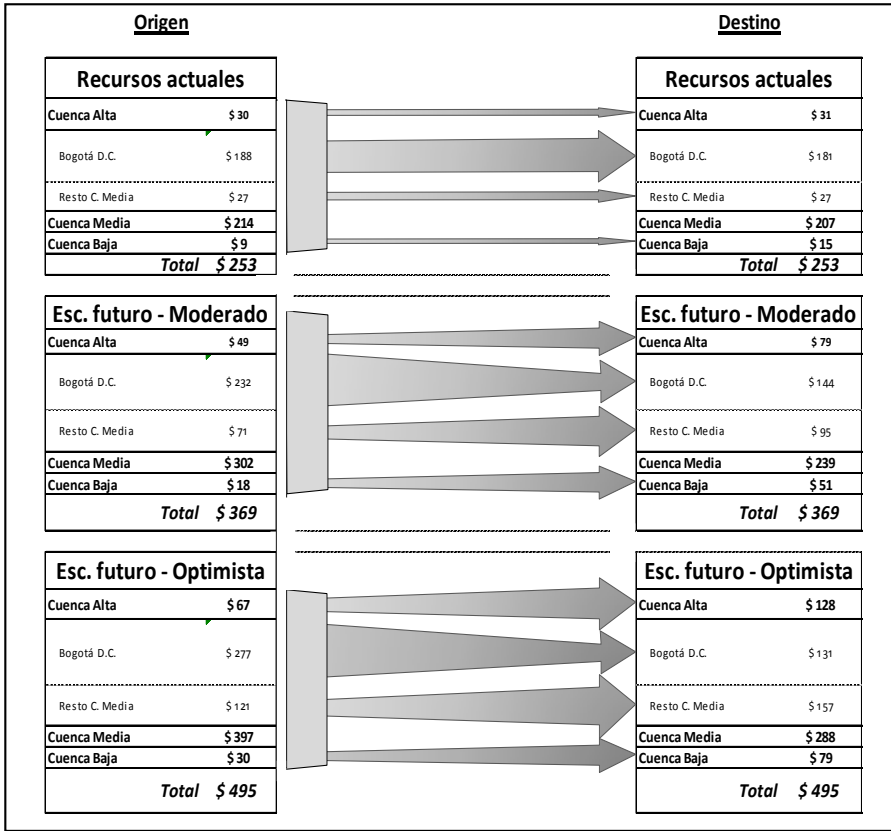 Origen
Destino
Recursos actuales
Cuenca Alta $ 30
Bogotá D.C. $ 188
Resto C. Media $ 27
Cuenca Media $ 214
Cuenca Baja $ 9
Total $ 253
Recursos actuales
Cuenca Alta $ 31
Bogotá D.C. $ 181
Resto C. Media $ 27
Cuenca Media $ 207
Cuenca Baja $ 15
Total $ 253
Esc. futuro - Moderado
Cuenca Alta $ 49
Bogotá D.C. $ 232
Resto C. Media $ 71
Cuenca Media $ 302
Cuenca Baja $ 18
Total $ 369
Esc. futuro - Moderado
Cuenca Alta $ 79
Bogotá D.C. $ 144
Resto C. Media $ 95
Cuenca Media $ 239
Cuenca Baja $ 51
Total $ 369
Esc. futuro - Optimista
Cuenca Alta $ 67
Bogotá D.C. $ 277
Resto C. Media $ 121
Cuenca Media $ 397
Cuenca Baja $ 30
Total $ 495
Esc. futuro - Optimista
Cuenca Alta $ 128
Bogotá D.C. $ 131
Resto C. Media $ 157
Cuenca Media $ 288
Cuenca Baja $ 79
Total $ 495